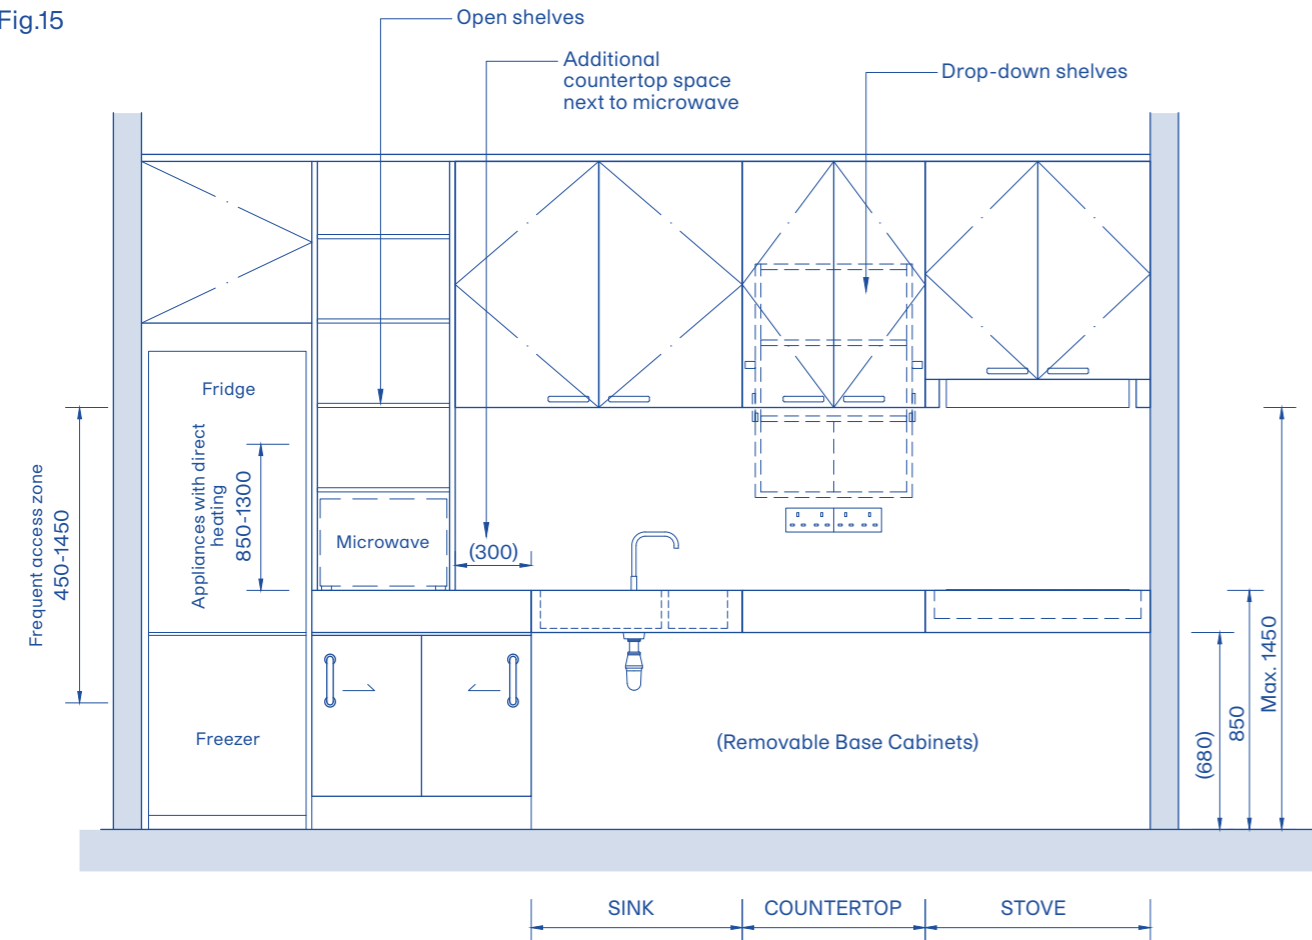 Fig.15
Open shelves
Additional
countertop space
next to microwave
Drop-down shelves
Fridge
Frequent access zone
450-1450
Appliances with direct
heating
850-1300
Microwave
(300)
Freezer
(Removable Base Cabinets)
(680)
850
Max. 1450
SINK
COUNTERTOP
STOVE